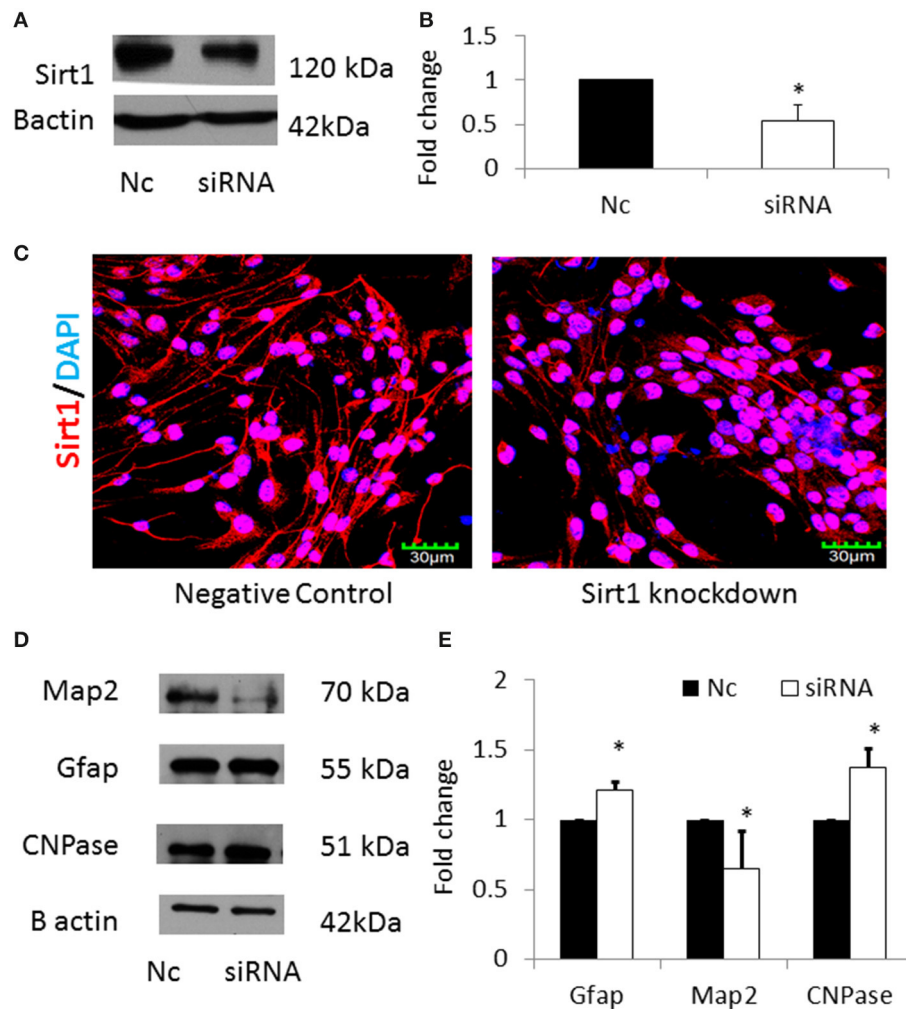 A
Sirt1
120 kDa
Bactin
42kDa
Nc siRNA
B
Fold change
1.5
1
0.5
0
*
Nc siRNA
C
Sirt1/DAPI
30µm
30µm
Negative Control
Sirt1 knockdown
D
Map2
70 kDa
Gfap
55 kDa
CNPase
51 kDa
B actin
42kDa
Nc siRNA
E
Fold change
2
1.5
1
0.5
0
Nc siRNA
*
*
*
Gfap Map2 CNPase